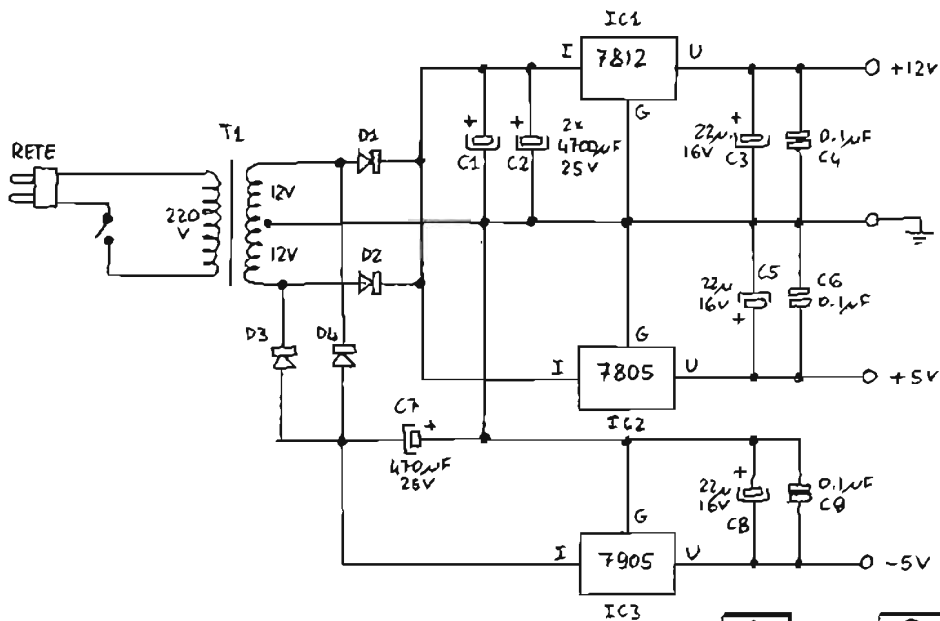 IC1
7812
I
U
G
+12V
RETE
T1
220
V
12V
12V
D1
D2
D3
D4
+
C1
+
C2
2x
4700µF
25V
+
22µ
16V
C3
0.1µF
C4
22µ
16V
+
C5
C6
0.1µF
G
I
7805
U
IC2
+5V
C7
+
470µF
25V
+
22µ
16V
C8
0.1µF
C9
G
I
7905
U
IC3
-5V